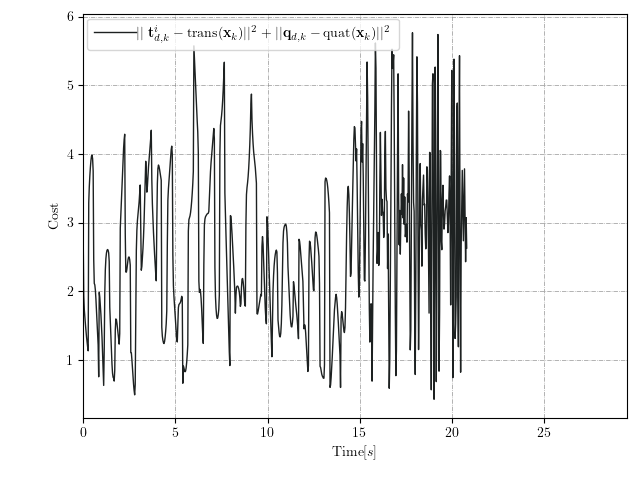 || t^i_{d,k} − trans(x_k)||² + ||q_{d,k} − quat(x_k)||²
6
5
4
3
2
1
Cost
0 5 10 15 20 25
Time[s]